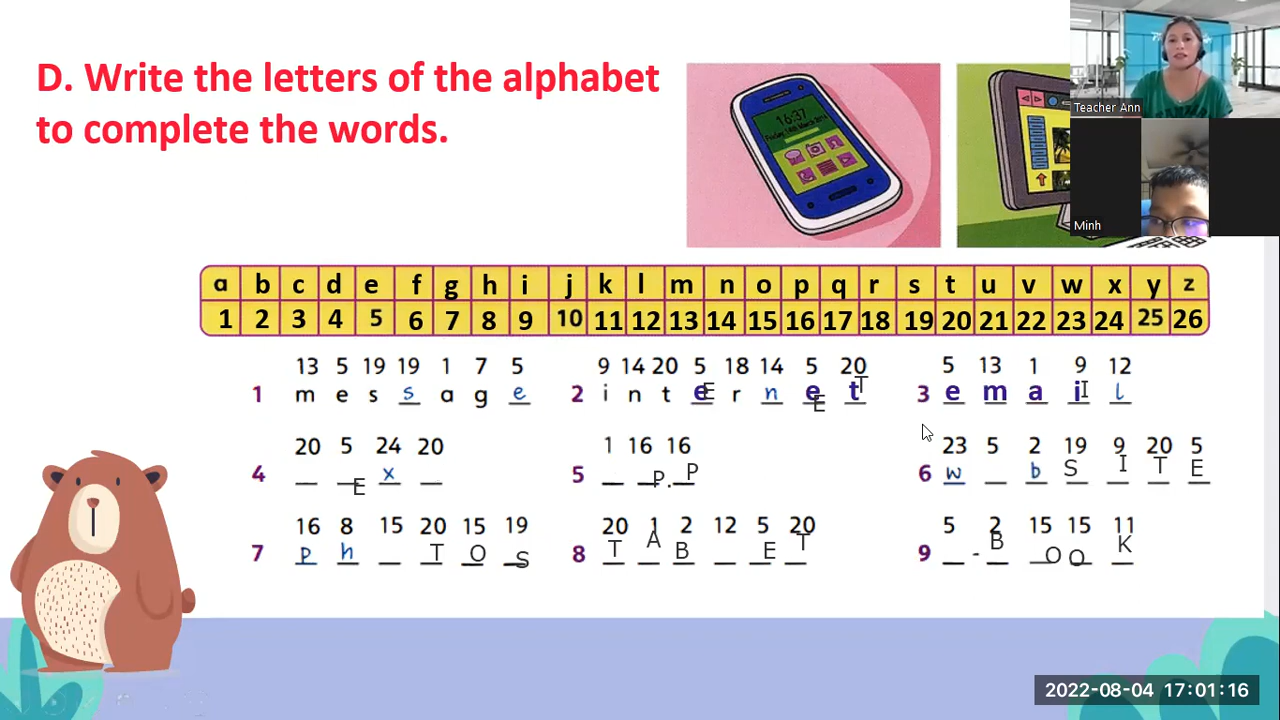 D. Write the letters of the alphabet
to complete the words.
16:37
Teacher Ann
Minh
a b c d e f g h i j k l m n o p q r s t u v w x y z
1 2 3 4 5 6 7 8 9 10 11 12 13 14 15 16 17 18 19 20 21 22 23 24 25 26
13 5 19 19 1 7 5
1 m e s s a g e
9 14 20 5 18 14 5 20
2 i n t e E r n e E t T
5 13 1 9 12
3 e m a i I l
20 5 24 20
4 _ _ E x _
1 16 16
5 _ _ P . _ P
23 5 2 19 9 20 5
6 w _ b S I T E
16 8 15 20 15 19
7 p h _ T O S
20 1 2 12 5 20
8 T A B _ E T
5 2 15 15 11
9 _ - B O O K
2022-08-04 17:01:16